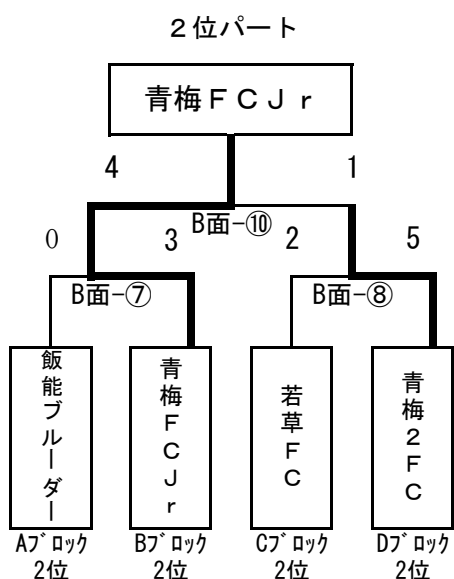 ２位パート
青梅ＦＣＪｒ
4 1
B面-⑩
0 3 2 5
B面-⑦ B面-⑧
飯能ブルーダー
青梅ＦＣＪｒ
若草ＦＣ
青梅２ＦＣ
Aﾌﾞﾛｯｸ Bﾌﾞﾛｯｸ Cﾌﾞﾛｯｸ Dﾌﾞﾛｯｸ
2位 2位 2位 2位